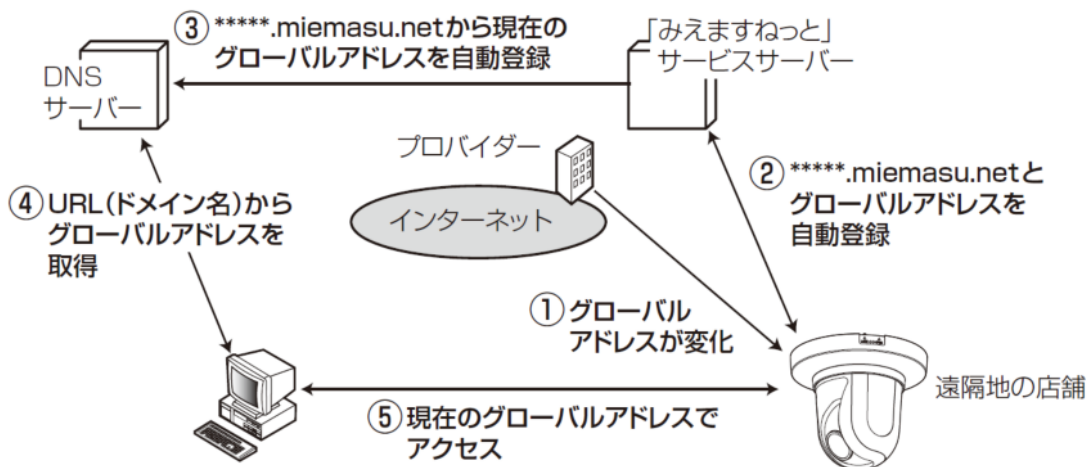 ③*****.miemasu.netから現在の
グローバルアドレスを自動登録
「みえますねっと」
サービスサーバー
DNS
サーバー
プロバイダー
②*****.miemasu.netと
グローバルアドレスを
自動登録
④URL(ドメイン名)から
グローバルアドレスを
取得
インターネット
①グローバル
アドレスが変化
遠隔地の店舗
⑤現在のグローバルアドレスで
アクセス